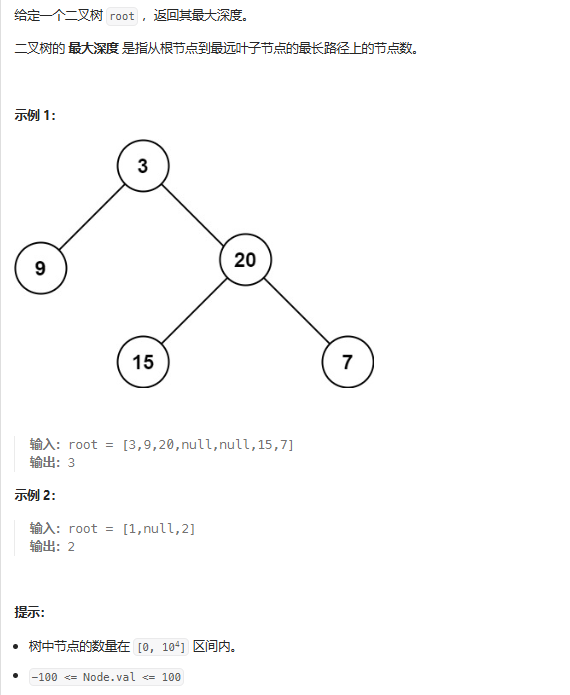 给定一个二叉树 root ，返回其最大深度。
二叉树的 最大深度 是指从根节点到最远叶子节点的最长路径上的节点数。
示例 1：
3
9
20
15
7
输入：root = [3,9,20,null,null,15,7]
输出：3
示例 2：
输入：root = [1,null,2]
输出：2
提示：
• 树中节点的数量在 [0, 10⁴] 区间内。
• -100 <= Node.val <= 100